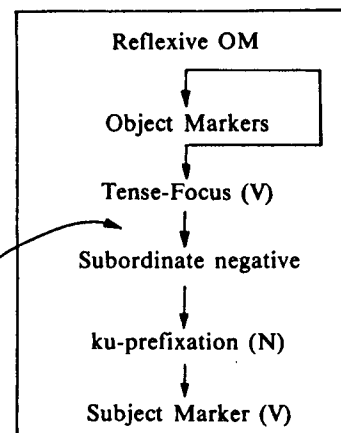 Reflexive OM
Object Markers
Tense-Focus (V)
Subordinate negative
ku-prefixation (N)
Subject Marker (V)